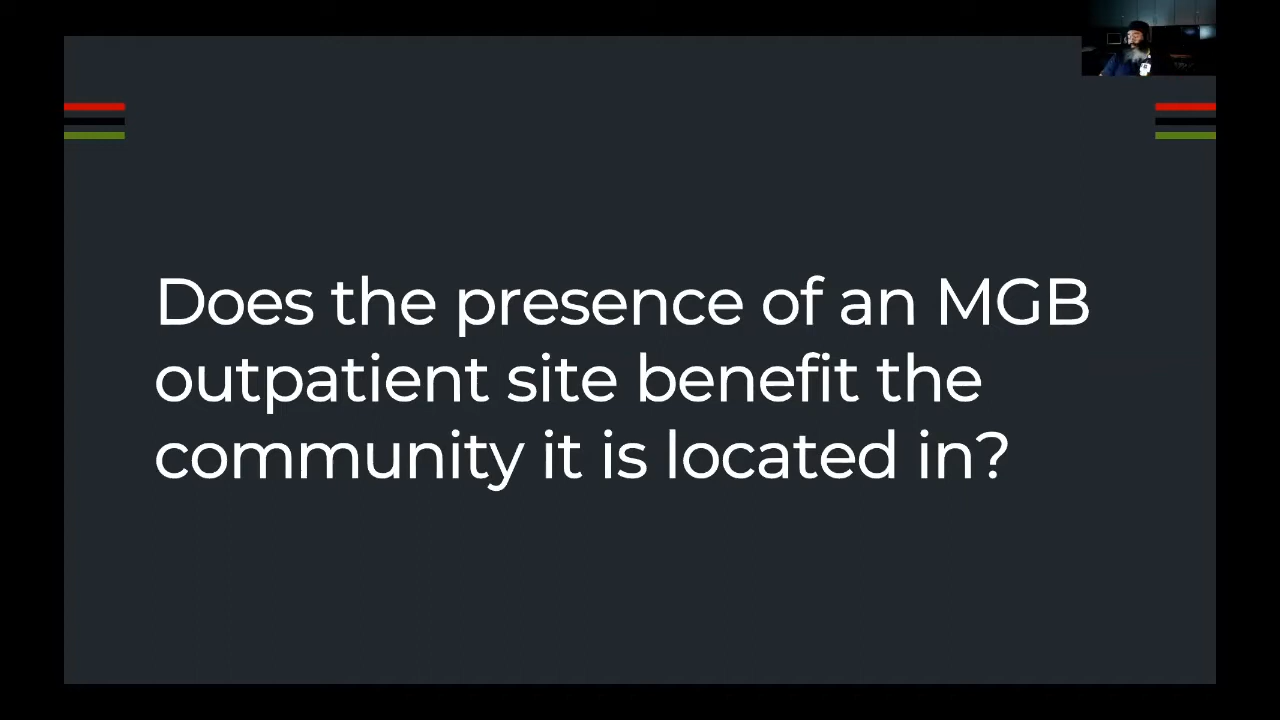 Does the presence of an MGB
outpatient site benefit the
community it is located in?